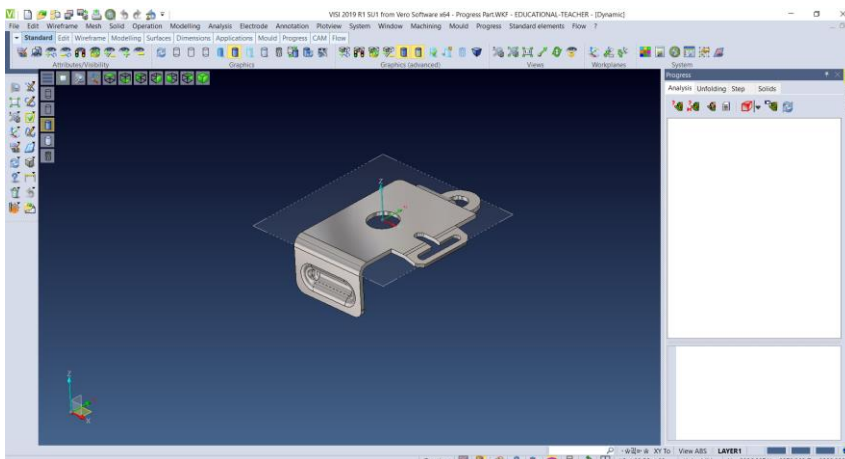 VISI 2019 R1 SU1 from Vero Software x64 - Progress Part.WKF - EDUCATIONAL-TEACHER - [Dynamic]
File Edit Wireframe Mesh Solid Operation Modelling Analysis Electrode Annotation Plotview System Window Machining Mould Progress Standard elements Flow ?
Standard Edit Wireframe Modelling Surfaces Dimensions Applications Mould Progress CAM Flow
Attributes/Visibility Graphics Graphics (advanced) Views Workplanes System
Progress
Analysis Unfolding Step Solids
Z
Z
X
XY To View ABS LAYER1